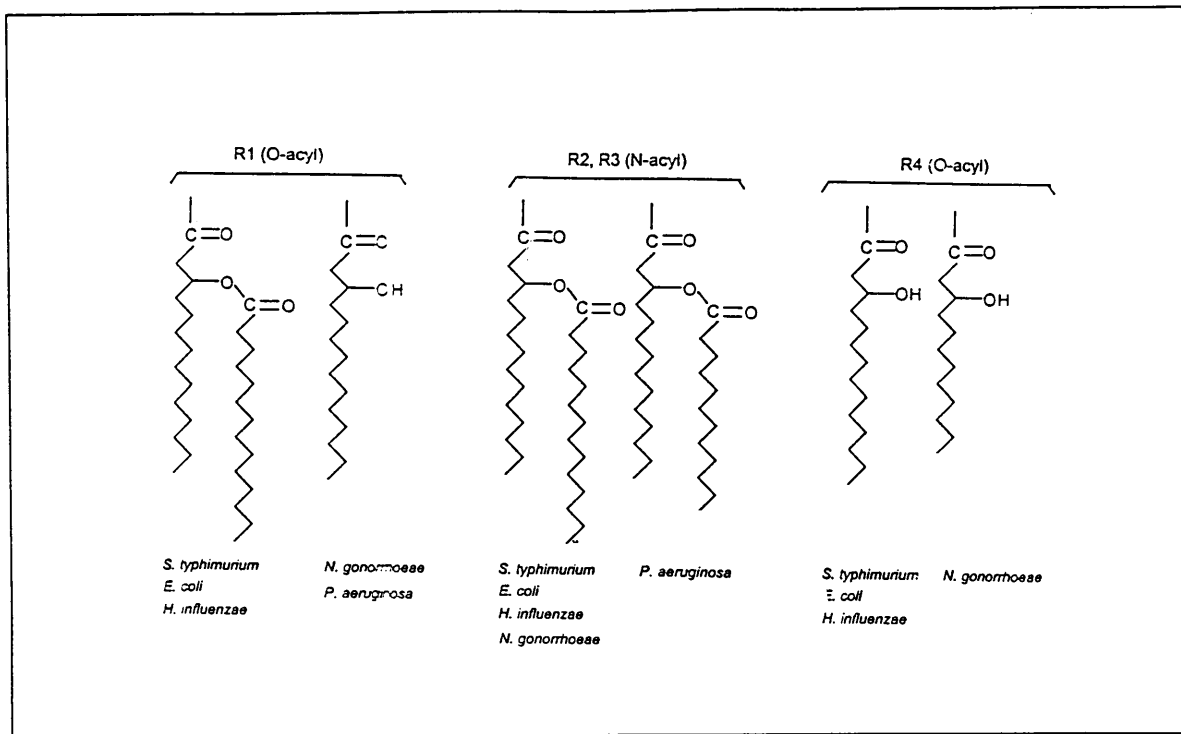 R1 (O-acyl)
R2, R3 (N-acyl)
R4 (O-acyl)
C=O
O
C=O
C=C
CH
C=O
O
C=O
C=O
O
C=O
C=O
OH
C=O
OH
S. typhimurium
E. coli
H. influenzae
N. gonorrhoeae
P. aeruginosa
S. typhimurium
E. coli
H. influenzae
N. gonorrhoeae
P. aeruginosa
S. typhimurium
E. coli
H. influenzae
N. gonorrhoeae